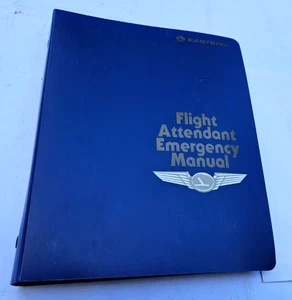 EASTERN
Flight
Attendant
Emergency
Manual